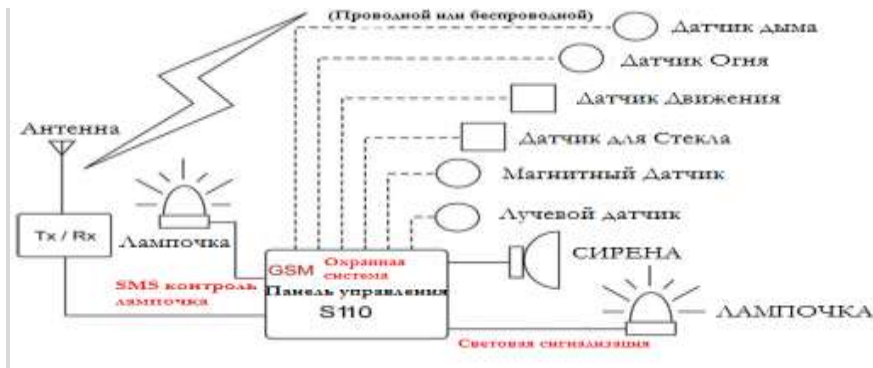 (Проводной или беспроводной)
Датчик дыма
Датчик Огня
Датчик Движения
Антенна
Датчик для Стекла
Магнитный Датчик
Лучевой датчик
Tx / Rx
Лампочка
СИРЕНА
GSM Охранная
система
SMS контроль
лампочка
Панель управления
S110
ЛАМПОЧКА
Световая сигнализация